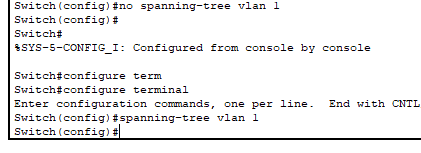 Switch(config)#no spanning-tree vlan 1
Switch(config)#
Switch#
%SYS-5-CONFIG_I: Configured from console by console
Switch#configure term
Switch#configure terminal
Enter configuration commands, one per line.  End with CNTL
Switch(config)#spanning-tree vlan 1
Switch(config)#